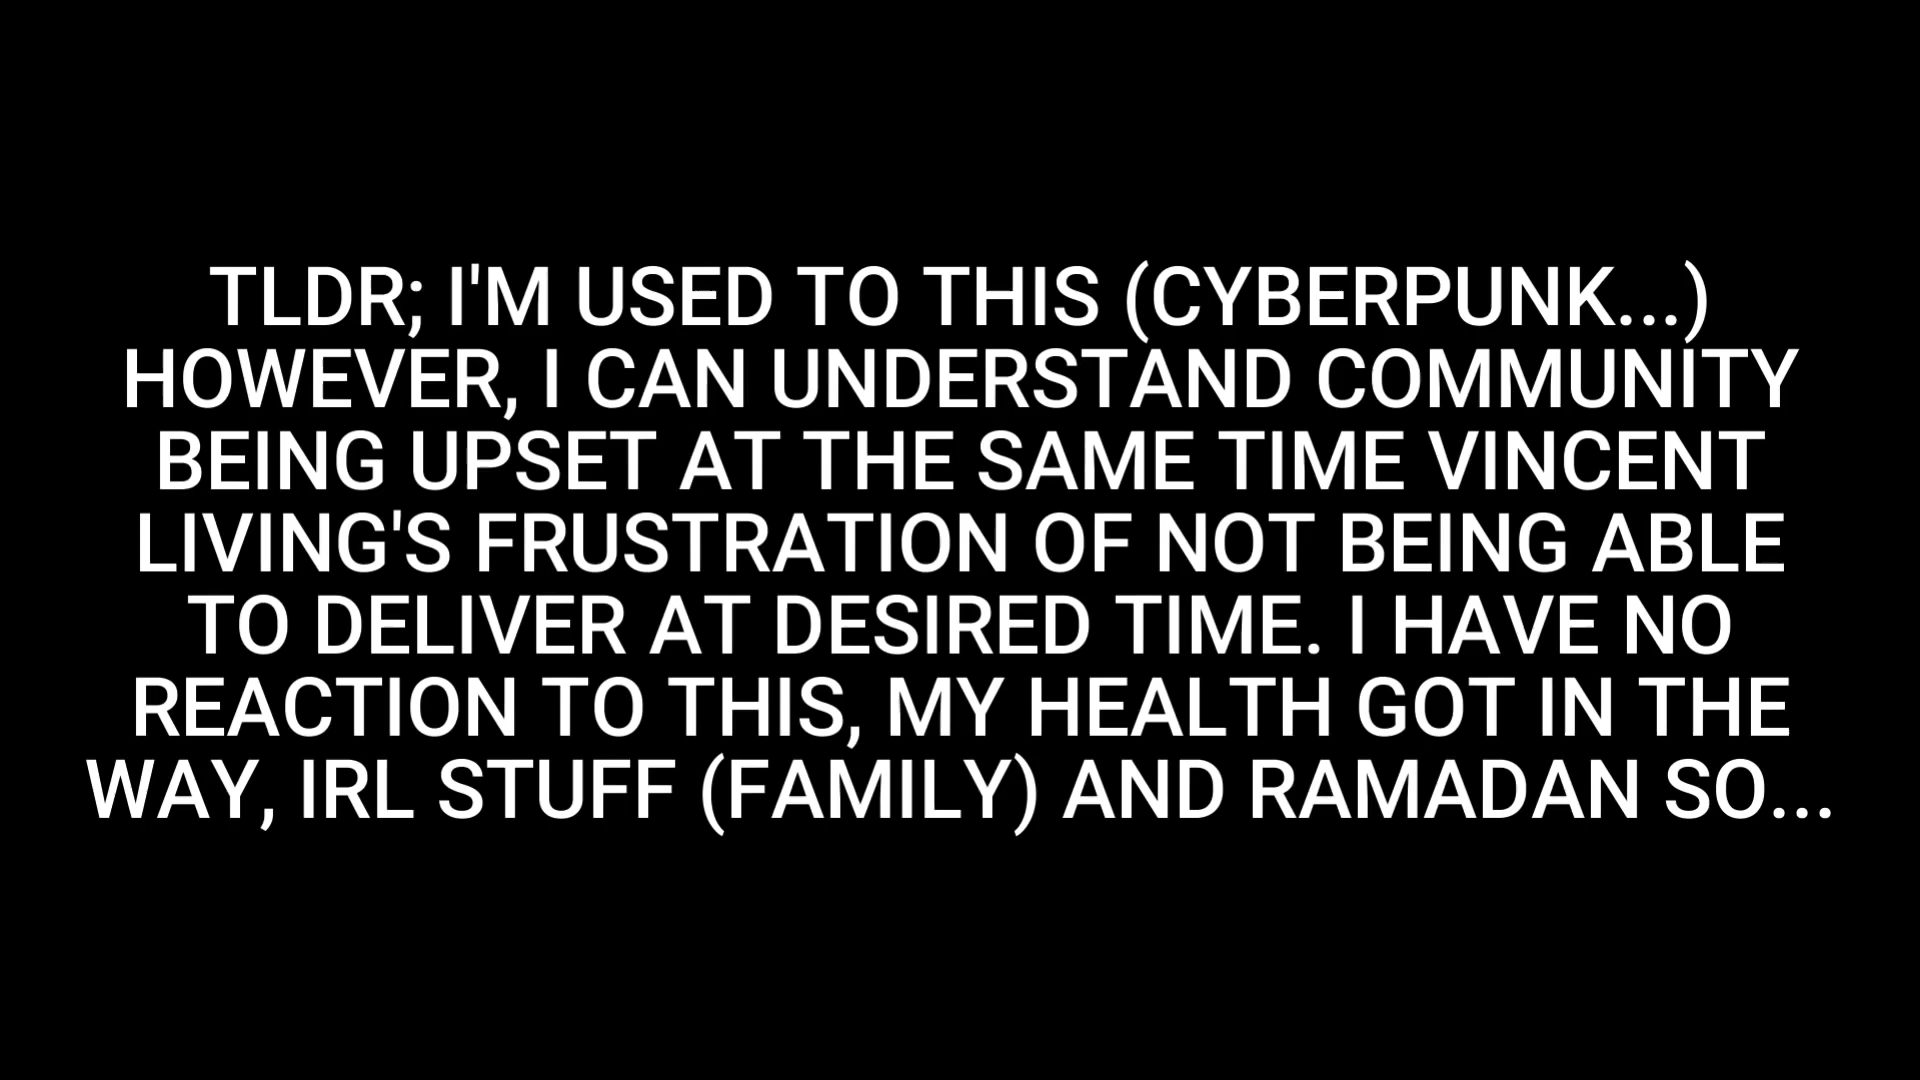 TLDR; I'M USED TO THIS (CYBERPUNK...)
HOWEVER, I CAN UNDERSTAND COMMUNITY
BEING UPSET AT THE SAME TIME VINCENT
LIVING'S FRUSTRATION OF NOT BEING ABLE
TO DELIVER AT DESIRED TIME. I HAVE NO
REACTION TO THIS, MY HEALTH GOT IN THE
WAY, IRL STUFF (FAMILY) AND RAMADAN SO...